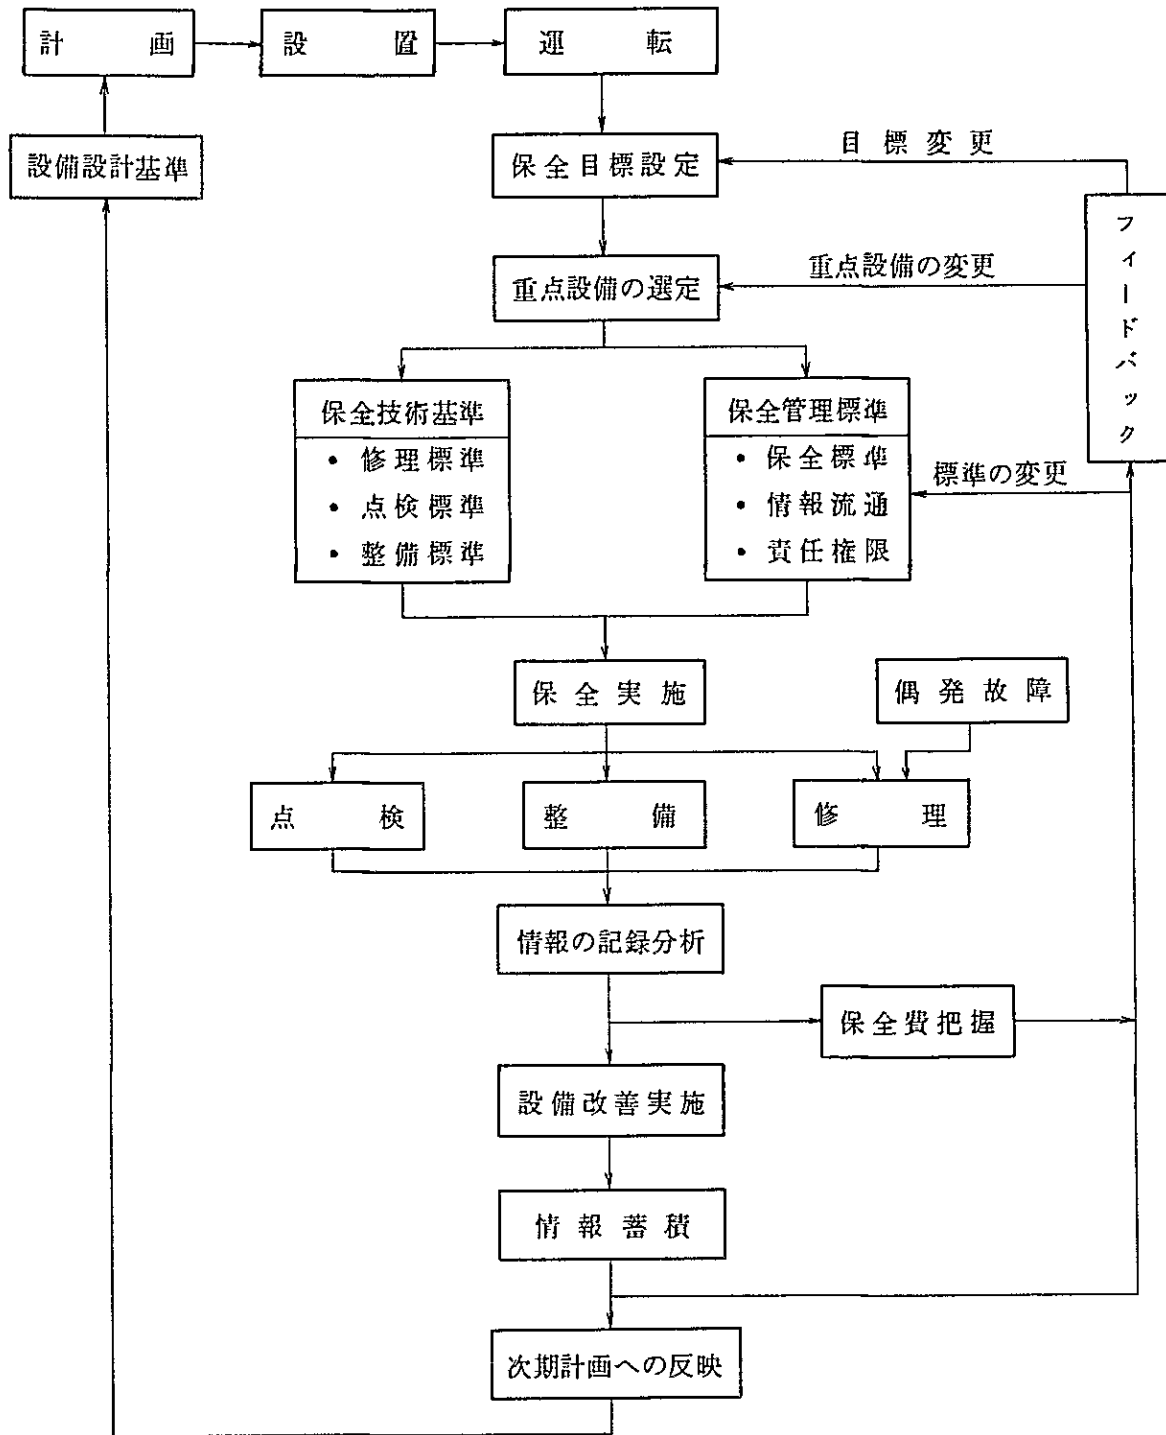 計画
設置
運転
設備設計基準
保全目標設定
目標変更
フィードバック
重点設備の選定
重点設備の変更
保全技術基準
・修理標準
・点検標準
・整備標準
保全管理標準
・保全標準
・情報流通
・責任権限
標準の変更
保全実施
偶発故障
点検
整備
修理
情報の記録分析
保全費把握
設備改善実施
情報蓄積
次期計画への反映